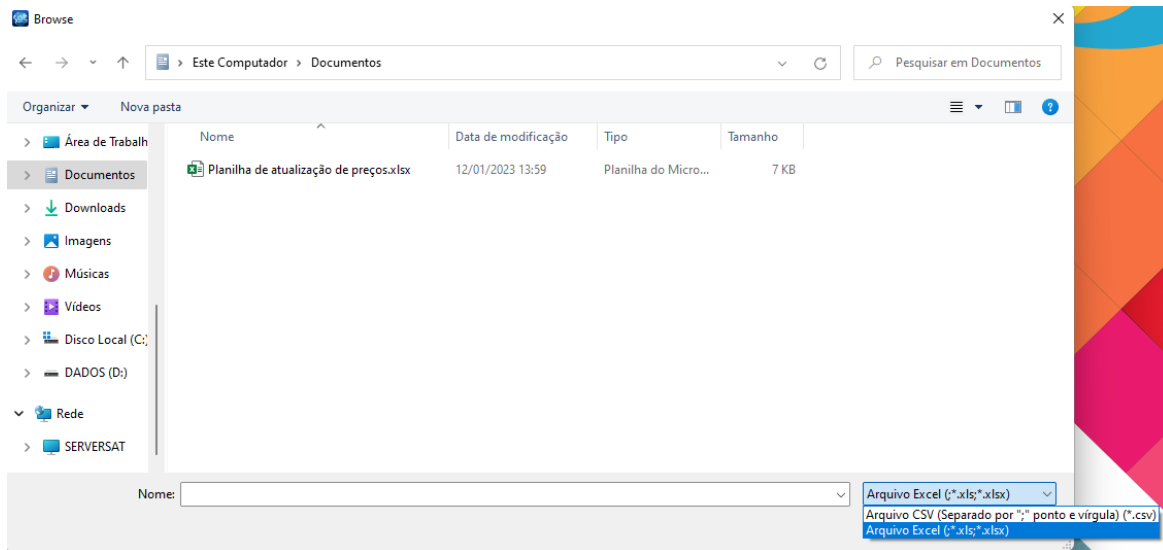 Browse
Este Computador > Documentos
Pesquisar em Documentos
Organizar
Nova pasta
Nome
Data de modificação
Tipo
Tamanho
Planilha de atualização de preços.xlsx
12/01/2023 13:59
Planilha do Micro...
7 KB
Área de Trabalh
Documentos
Downloads
Imagens
Músicas
Vídeos
Disco Local (C:)
DADOS (D:)
Rede
SERVERSAT
Nome:
Arquivo Excel (;*.xls;*.xlsx)
Arquivo CSV (Separado por ";" ponto e vírgula) (*.csv)
Arquivo Excel (;*.xls;*.xlsx)